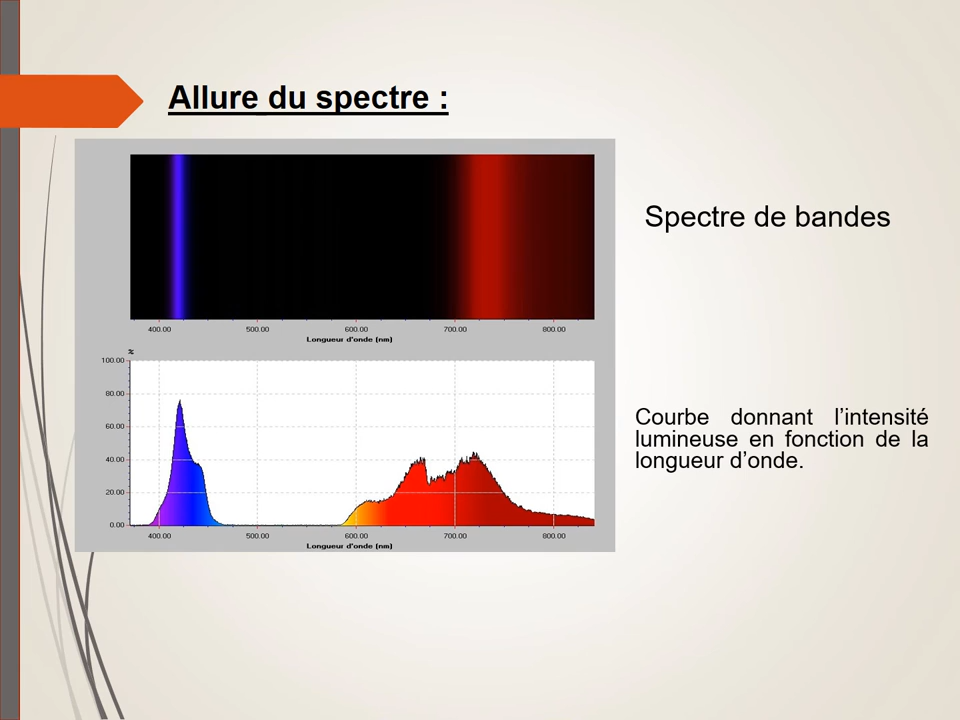 Allure du spectre :
Spectre de bandes
400.00 500.00 600.00 700.00 800.00
Longueur d'onde (nm)
%
100.00
80.00
60.00
40.00
20.00
0.00
400.00 500.00 600.00 700.00 800.00
Longueur d'onde (nm)
Courbe donnant l’intensité
lumineuse en fonction de la
longueur d’onde.